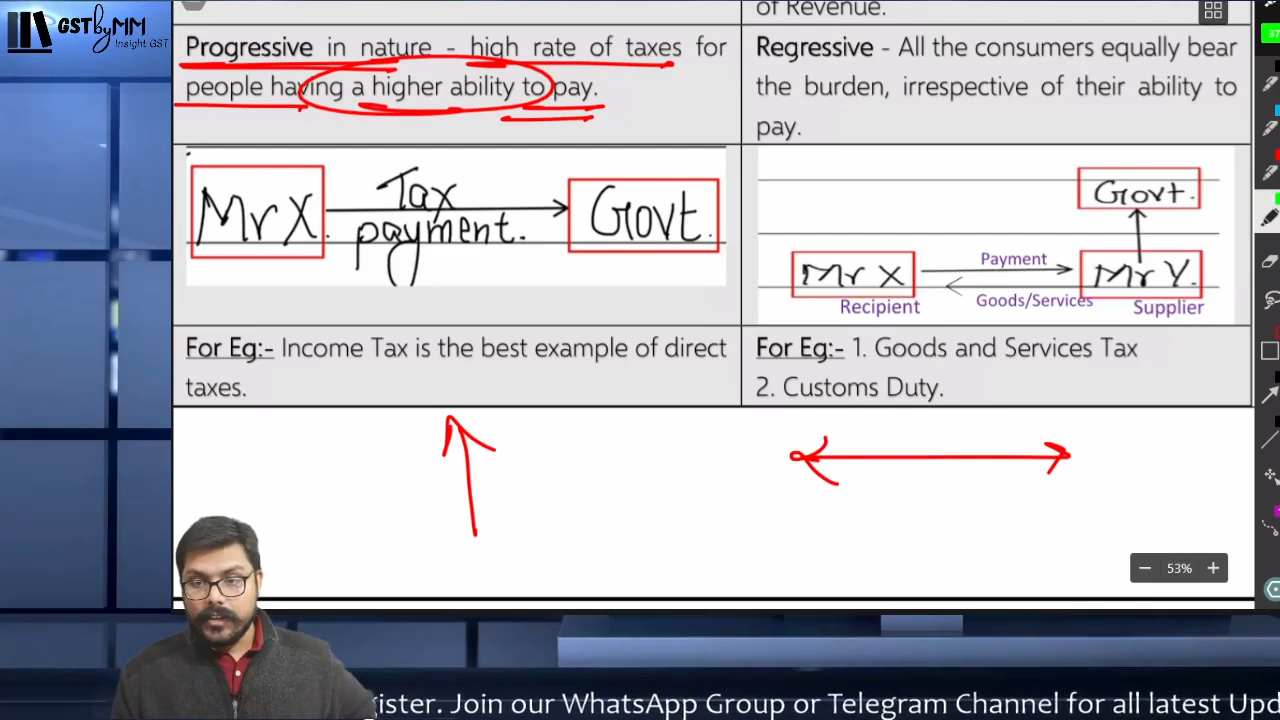 GSTbyMM
Insight GST
of Revenue.
Progressive in nature - high rate of taxes for
people having a higher ability to pay.
Regressive - All the consumers equally bear
the burden, irrespective of their ability to
pay.
Mr X.
Tax
payment.
Govt.
Govt.
Mr X
Payment
Goods/Services
Mr Y.
Recipient
Supplier
For Eg:- Income Tax is the best example of direct
taxes.
For Eg:- 1. Goods and Services Tax
2. Customs Duty.
53%
37
ister. Join our WhatsApp Group or Telegram Channel for all latest Upd